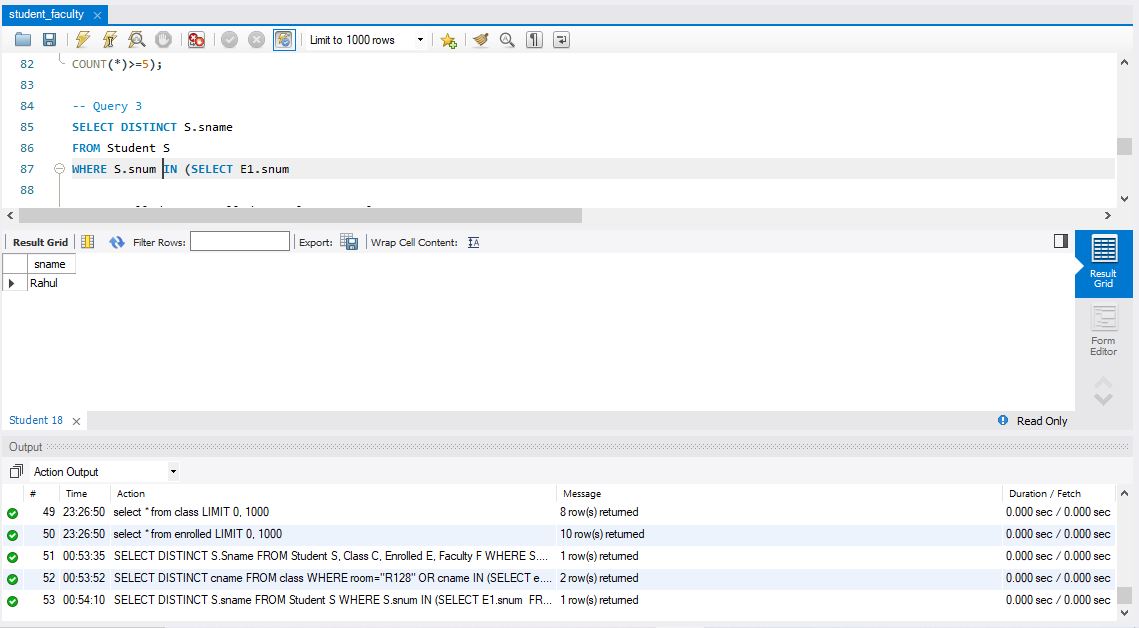 student_faculty
Limit to 1000 rows
82 COUNT(*)>=5);
83
84 -- Query 3
85 SELECT DISTINCT S.sname
86 FROM Student S
87 WHERE S.snum IN (SELECT E1.snum
88
Result Grid Filter Rows: Export: Wrap Cell Content: IA
sname
Rahul
Result Grid
Form Editor
Student 18 Read Only
Output
Action Output
# Time Action Message Duration / Fetch
49 23:26:50 select * from class LIMIT 0, 1000 8 row(s) returned 0.000 sec / 0.000 sec
50 23:26:50 select * from enrolled LIMIT 0, 1000 10 row(s) returned 0.000 sec / 0.000 sec
51 00:53:35 SELECT DISTINCT S.Sname FROM Student S, Class C, Enrolled E, Faculty F WHERE S.... 1 row(s) returned 0.000 sec / 0.000 sec
52 00:53:52 SELECT DISTINCT cname FROM class WHERE room="R128" OR cname IN (SELECT e.... 2 row(s) returned 0.000 sec / 0.000 sec
53 00:54:10 SELECT DISTINCT S.sname FROM Student S WHERE S.snum IN (SELECT E1.snum FR... 1 row(s) returned 0.000 sec / 0.000 sec